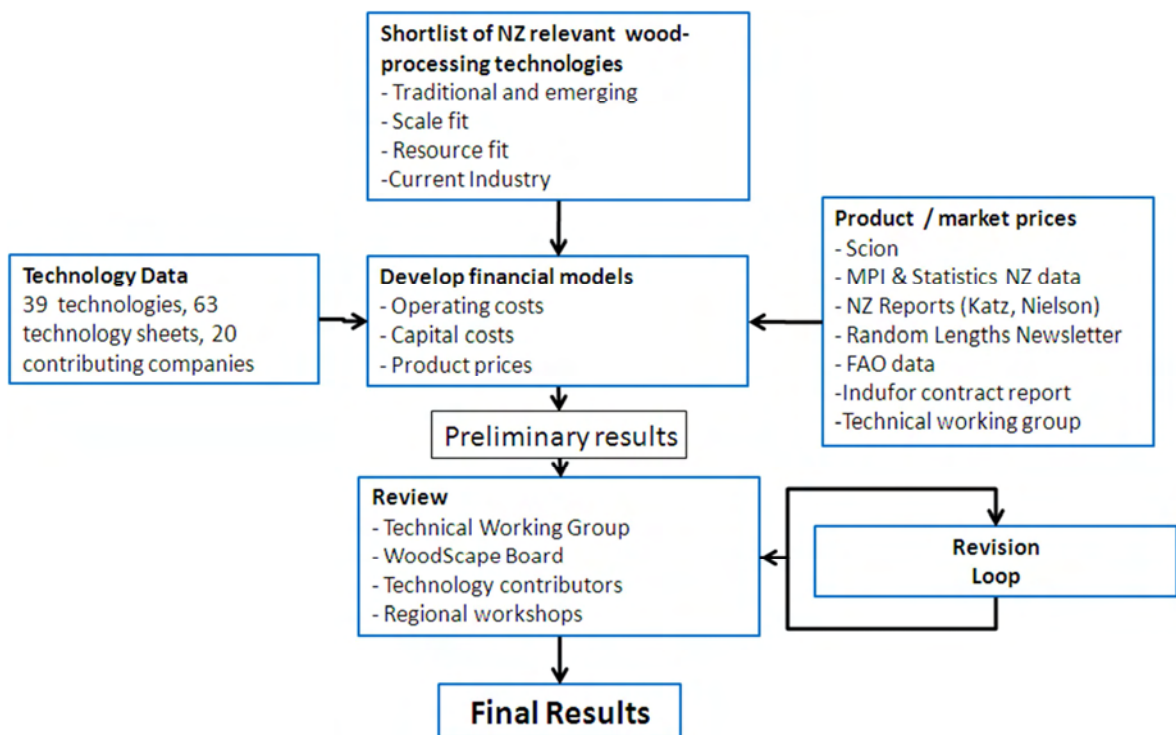 Shortlist of NZ relevant wood-
processing technologies
- Traditional and emerging
- Scale fit
- Resource fit
-Current Industry
Technology Data
39 technologies, 63
technology sheets, 20
contributing companies
Develop financial models
- Operating costs
- Capital costs
- Product prices
Product / market prices
- Scion
- MPI & Statistics NZ data
- NZ Reports (Katz, Nielson)
- Random Lengths Newsletter
- FAO data
-Indufor contract report
-Technical working group
Preliminary results
Review
- Technical Working Group
- WoodScape Board
- Technology contributors
- Regional workshops
Revision
Loop
Final Results